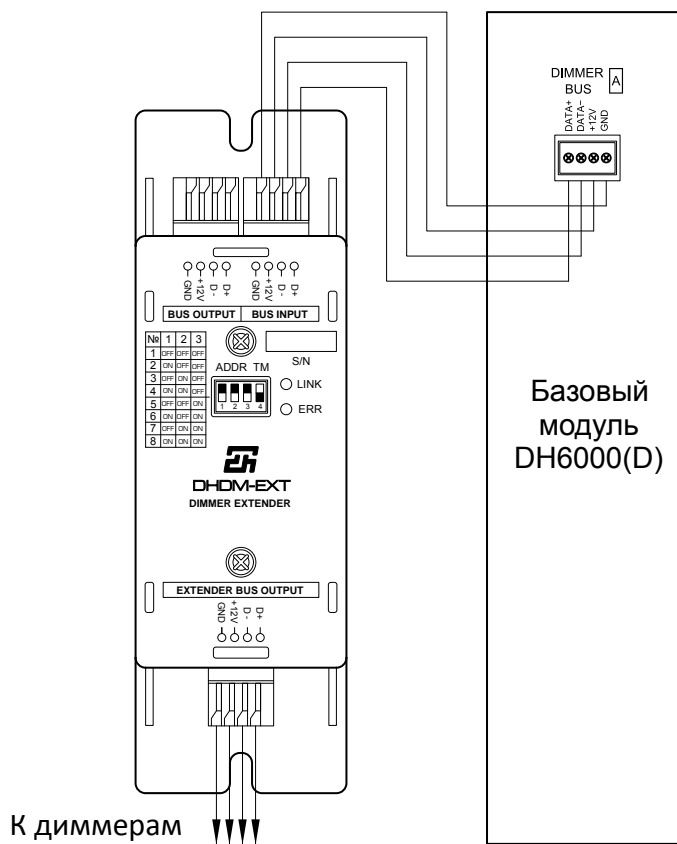 DIMMER A
BUS
DATA+
DATA−
+12V
GND
GND
+12V
D -
D+
GND
+12V
D -
D+
BUS OUTPUT BUS INPUT
№ 1 2 3
1 OFF OFF OFF
2 ON OFF OFF
3 OFF ON OFF
4 ON ON OFF
5 OFF OFF ON
6 ON OFF ON
7 OFF ON ON
8 ON ON ON
S/N
ADDR TM
LINK
ERR
1 2 3 4
DHDM-EXT
DIMMER EXTENDER
Базовый
модуль
DH6000(D)
EXTENDER BUS OUTPUT
GND
+12V
D -
D+
К диммерам